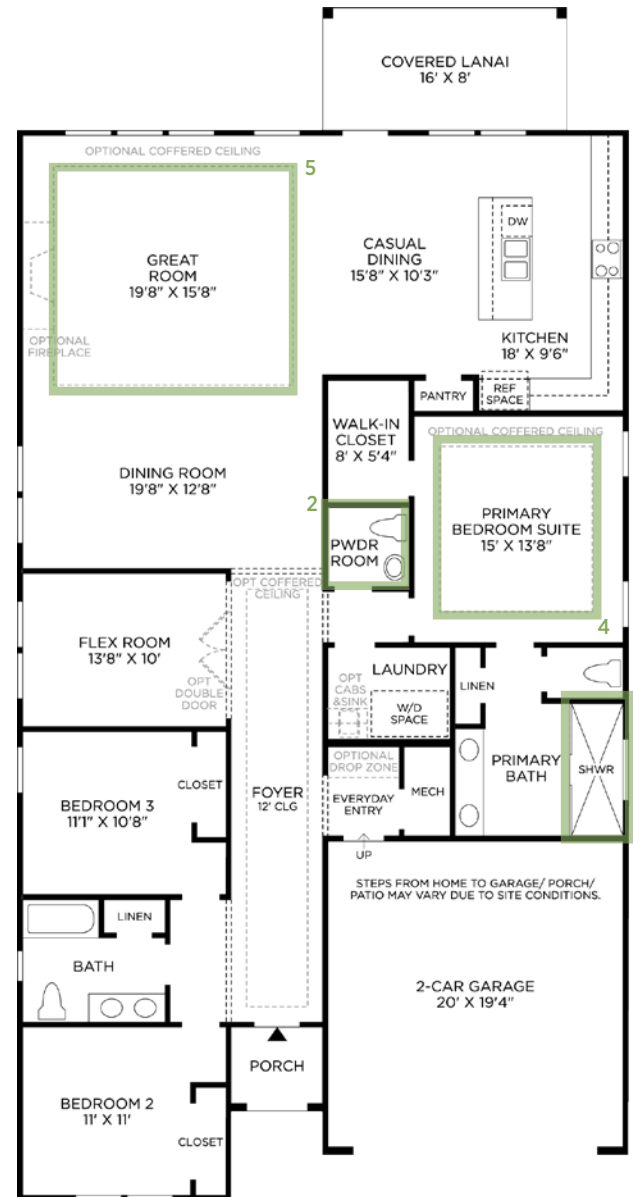 COVERED LANAI
16' X 8'
OPTIONAL COFFERED CEILING
5
GREAT
ROOM
19'8" X 15'8"
OPTIONAL
FIREPLACE
CASUAL
DINING
15'8" X 10'3"
DW
KITCHEN
18' X 9'6"
PANTRY
REF
SPACE
WALK-IN
CLOSET
8' X 5'4"
OPTIONAL COFFERED CEILING
DINING ROOM
19'8" X 12'8"
2
PWDR
ROOM
PRIMARY
BEDROOM SUITE
15' X 13'8"
OPT COFFERED
CEILING
4
FLEX ROOM
13'8" X 10'
OPT
DOUBLE
DOOR
LAUNDRY
OPT
CABS
&SINK
W/D
SPACE
LINEN
PRIMARY
BATH
SHWR
OPTIONAL
DROP ZONE
EVERYDAY
ENTRY
MECH
UP
CLOSET
BEDROOM 3
11'1" X 10'8"
FOYER
12' CLG
STEPS FROM HOME TO GARAGE/ PORCH/
PATIO MAY VARY DUE TO SITE CONDITIONS.
LINEN
BATH
2-CAR GARAGE
20' X 19'4"
PORCH
BEDROOM 2
11' X 11'
CLOSET